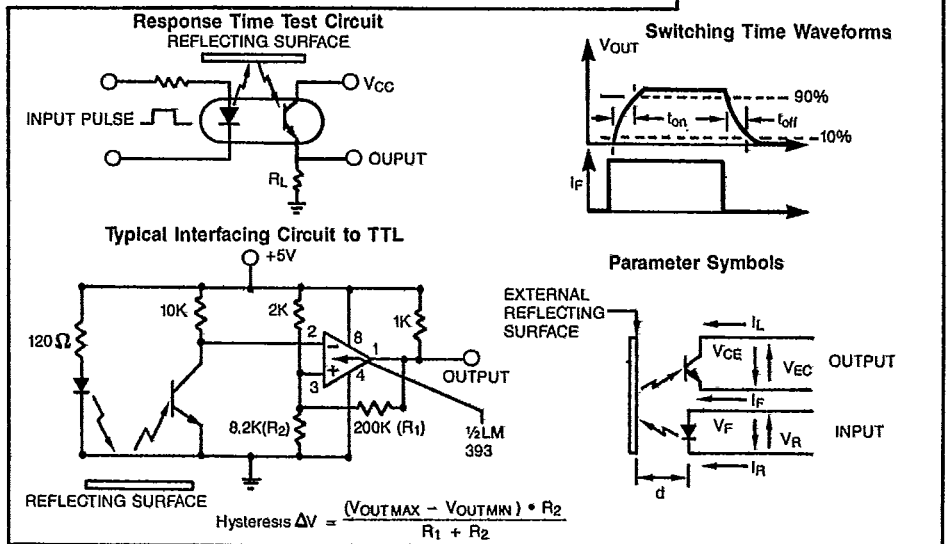 Response Time Test Circuit
REFLECTING SURFACE
VCC
INPUT PULSE
OUPUT
RL
Switching Time Waveforms
VOUT
90%
ton
toff
10%
IF
Typical Interfacing Circuit to TTL
+5V
10K
2K
1K
120Ω
2
8
1
-
+
3
4
OUTPUT
8.2K(R2)
200K (R1)
½LM
393
REFLECTING SURFACE
Hysteresis ΔV = (VOUTMAX – VOUTMIN) • R2
R1 + R2
Parameter Symbols
EXTERNAL
REFLECTING
SURFACE
IL
VCE
VEC
OUTPUT
IF
VF
VR
INPUT
IR
d